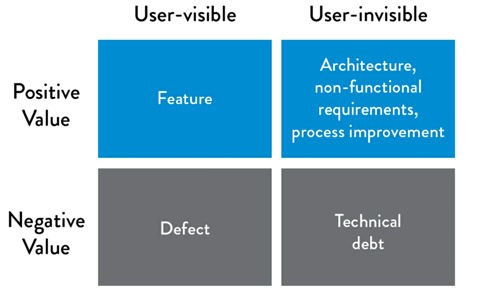 User-visible
User-invisible
Positive
Value
Feature
Architecture,
non-functional
requirements,
process improvement
Negative
Value
Defect
Technical
debt